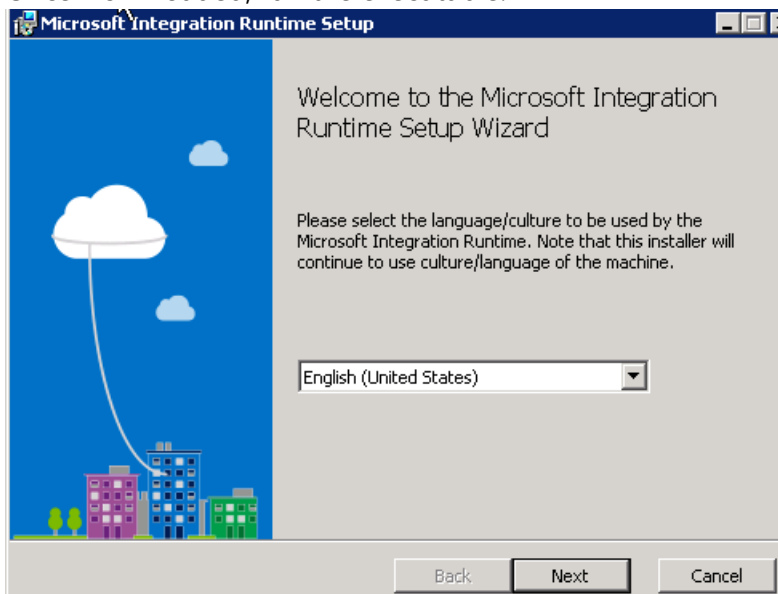 Microsoft Integration Runtime Setup
Welcome to the Microsoft Integration
Runtime Setup Wizard
Please select the language/culture to be used by the
Microsoft Integration Runtime. Note that this installer will
continue to use culture/language of the machine.
English (United States)
Back Next Cancel